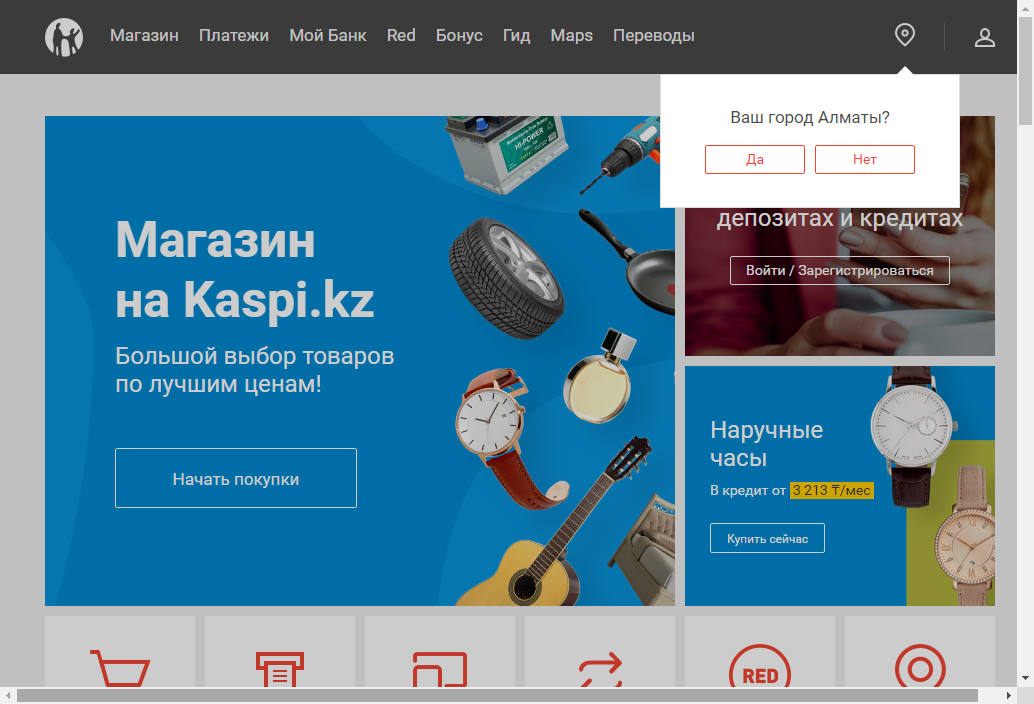 Магазин Платежи Мой Банк Red Бонус Гид Maps Переводы
Ваш город Алматы?
Да Нет
Магазин
на Kaspi.kz
Большой выбор товаров
по лучшим ценам!
Начать покупки
HI-POWER
депозитах и кредитах
Войти / Зарегистрироваться
Наручные
часы
В кредит от 3 213 ₸/мес
Купить сейчас
RED